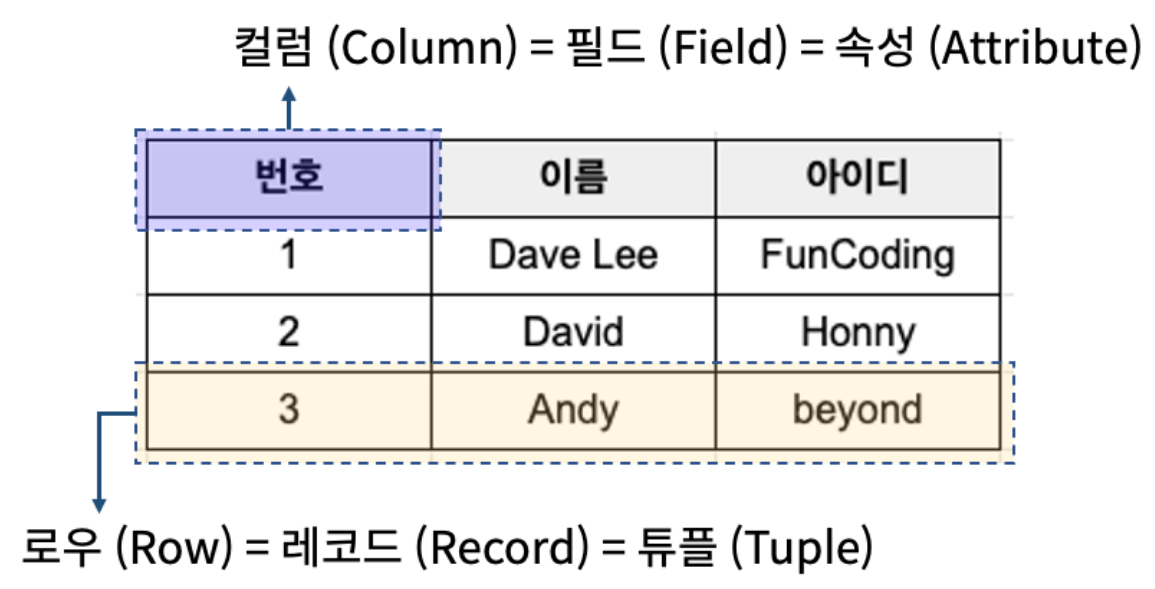 컬럼 (Column) = 필드 (Field) = 속성 (Attribute)
번호 이름 아이디
1 Dave Lee FunCoding
2 David Honny
3 Andy beyond
로우 (Row) = 레코드 (Record) = 튜플 (Tuple)